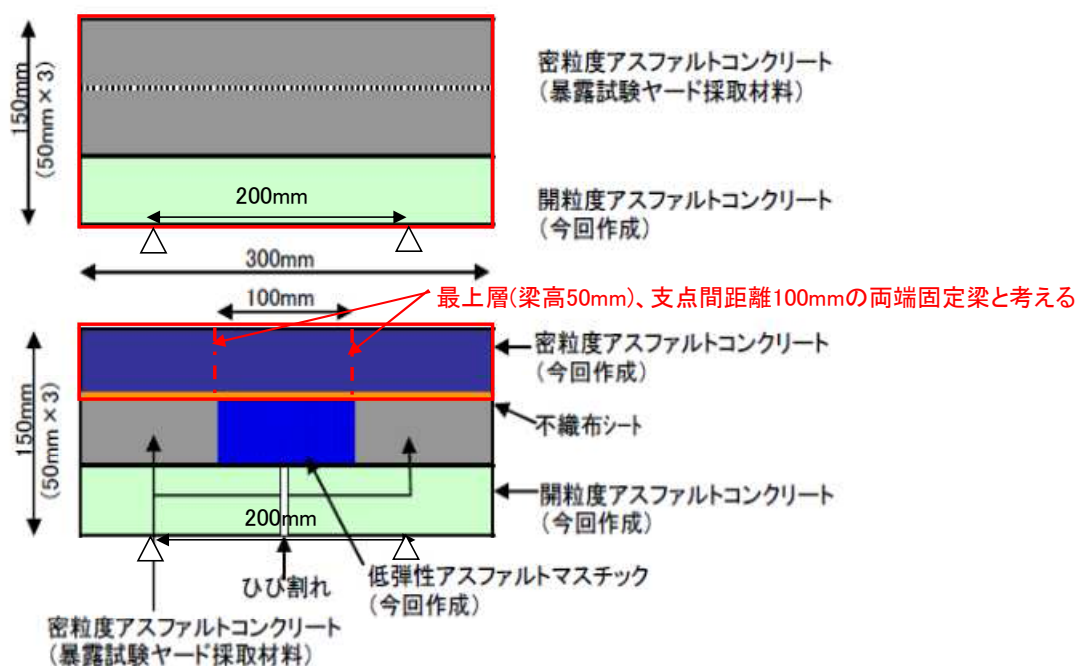 150mm
(50mm×3)
密粒度アスファルトコンクリート
(暴露試験ヤード採取材料)
200mm
開粒度アスファルトコンクリート
(今回作成)
300mm
100mm
最上層(梁高50mm)、支点間距離100mmの両端固定梁と考える
150mm
(50mm×3)
密粒度アスファルトコンクリート
(今回作成)
不織布シート
開粒度アスファルトコンクリート
(今回作成)
200mm
ひび割れ
低弾性アスファルトマスチック
(今回作成)
密粒度アスファルトコンクリート
(暴露試験ヤード採取材料)